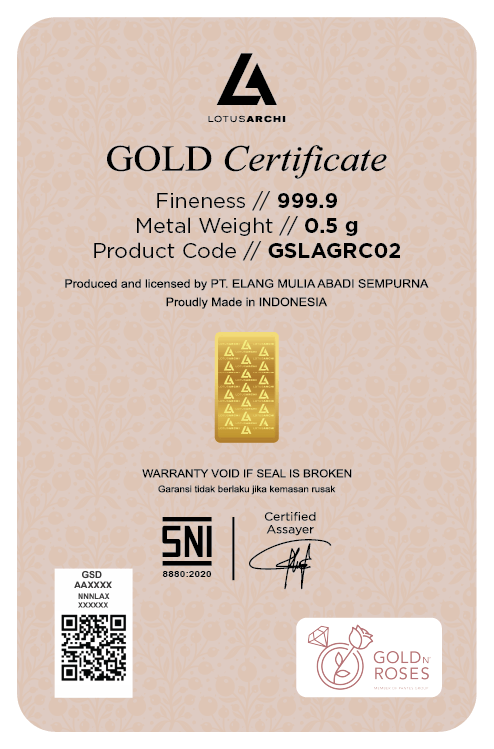 LOTUSARCHI
GOLD Certificate
Fineness // 999.9
Metal Weight // 0.5 g
Product Code // GSLAGRC02
Produced and licensed by PT. ELANG MULIA ABADI SEMPURNA
Proudly Made in INDONESIA
WARRANTY VOID IF SEAL IS BROKEN
Garansi tidak berlaku jika kemasan rusak
SNI
8880:2020
Certified
Assayer
GSD
AAXXXX
NNNLAX
XXXXXX
GOLDN'
ROSES